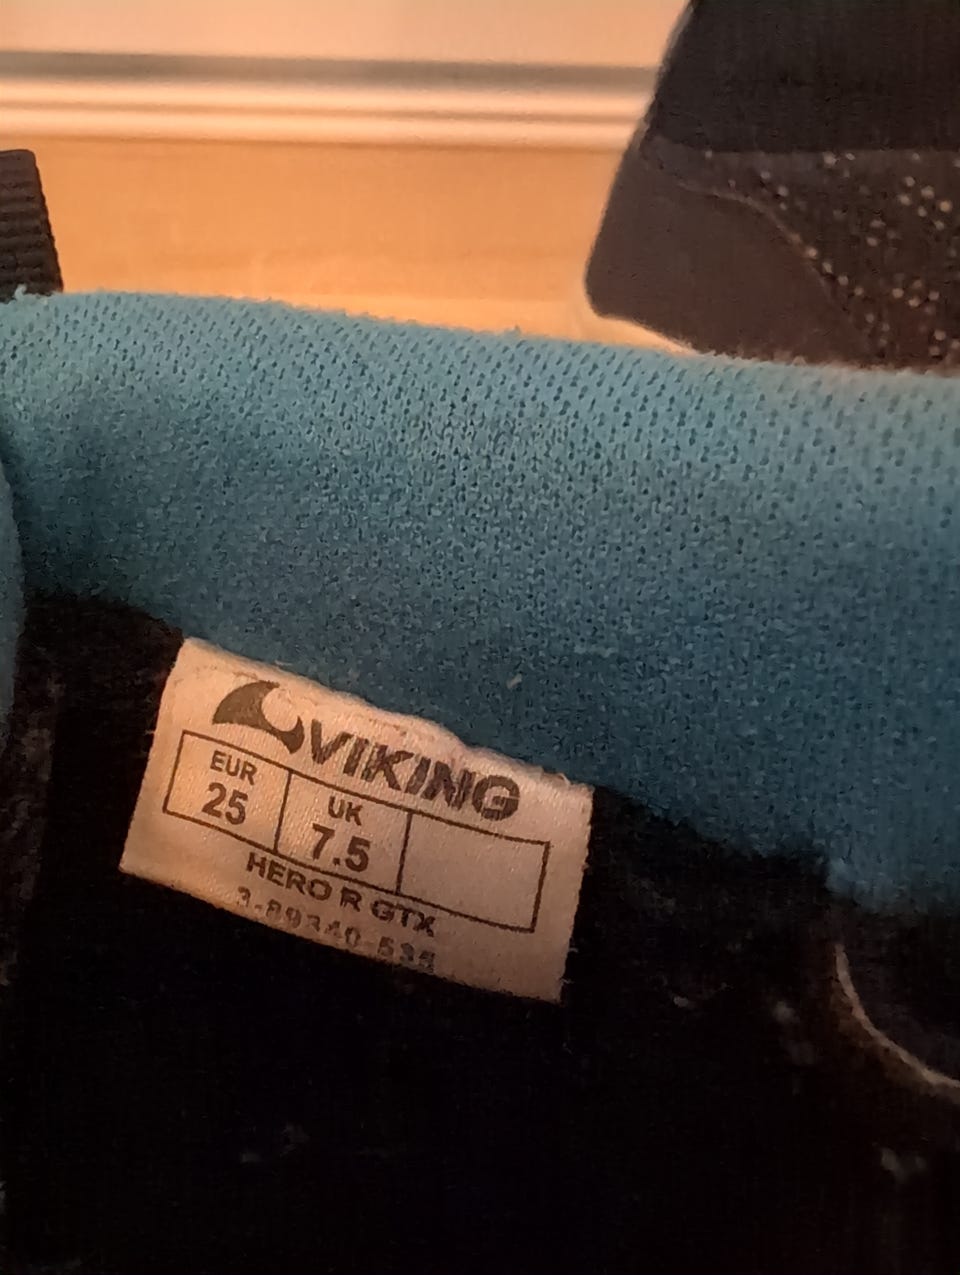 VIKING
EUR UK
25 7.5
HERO R GTX
3-89340-535